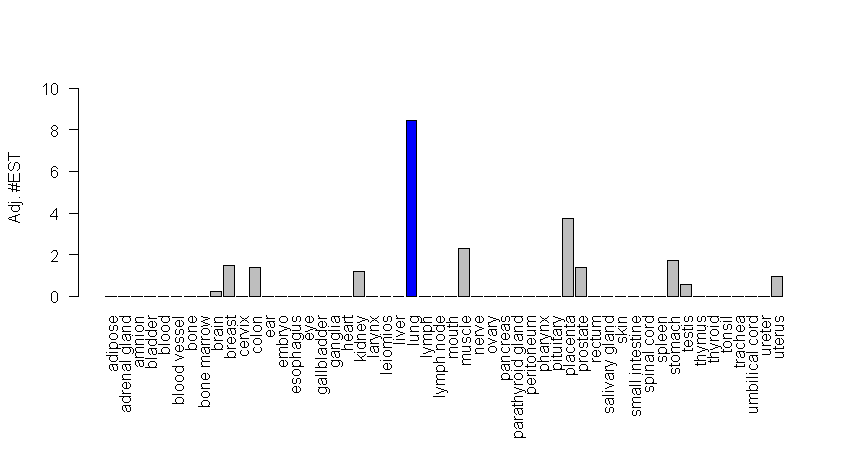 Adj. #EST
10
8
6
4
2
0
adipose
adrenal gland
amnion
bladder
blood
blood vessel
bone
bone marrow
brain
breast
cervix
colon
ear
embryo
esophagus
eye
gallbladder
ganglia
heart
kidney
larynx
leiomios
liver
lung
lymph
lymph node
mouth
muscle
nerve
ovary
pancreas
parathyroid gland
peritoneum
pharynx
pituitary
placenta
prostate
rectum
salivary gland
skin
small intestine
spinal cord
spleen
stomach
testis
thymus
thyroid
tonsil
trachea
umbilical cord
ureter
uterus